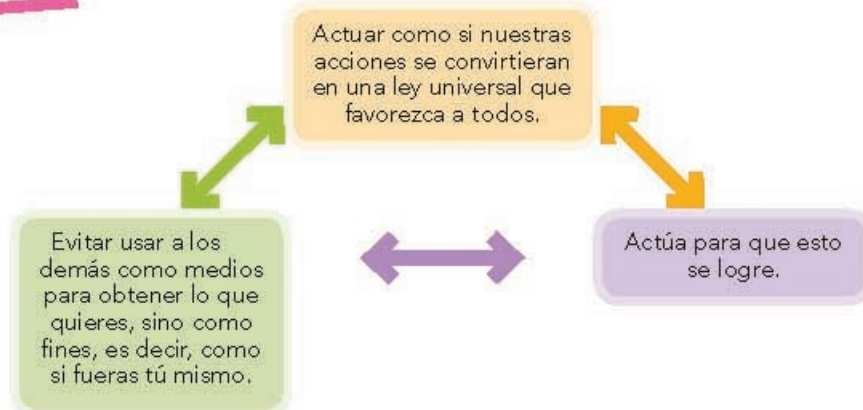 Actuar como si nuestras
acciones se convirtieran
en una ley universal que
favorezca a todos.
Evitar usar a los
demás como medios
para obtener lo que
quieres, sino como
fines, es decir, como
si fueras tú mismo.
Actúa para que esto
se logre.